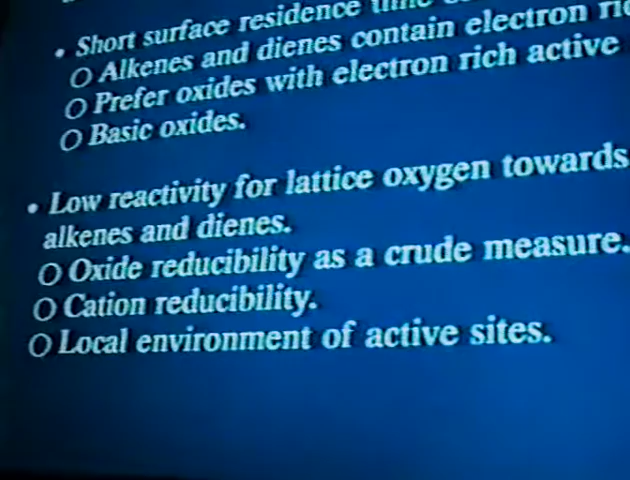 • Short surface residence time
O Alkenes and dienes contain electron
O Prefer oxides with electron rich active
O Basic oxides.
• Low reactivity for lattice oxygen towards
alkenes and dienes.
O Oxide reducibility as a crude measure.
O Cation reducibility.
O Local environment of active sites.